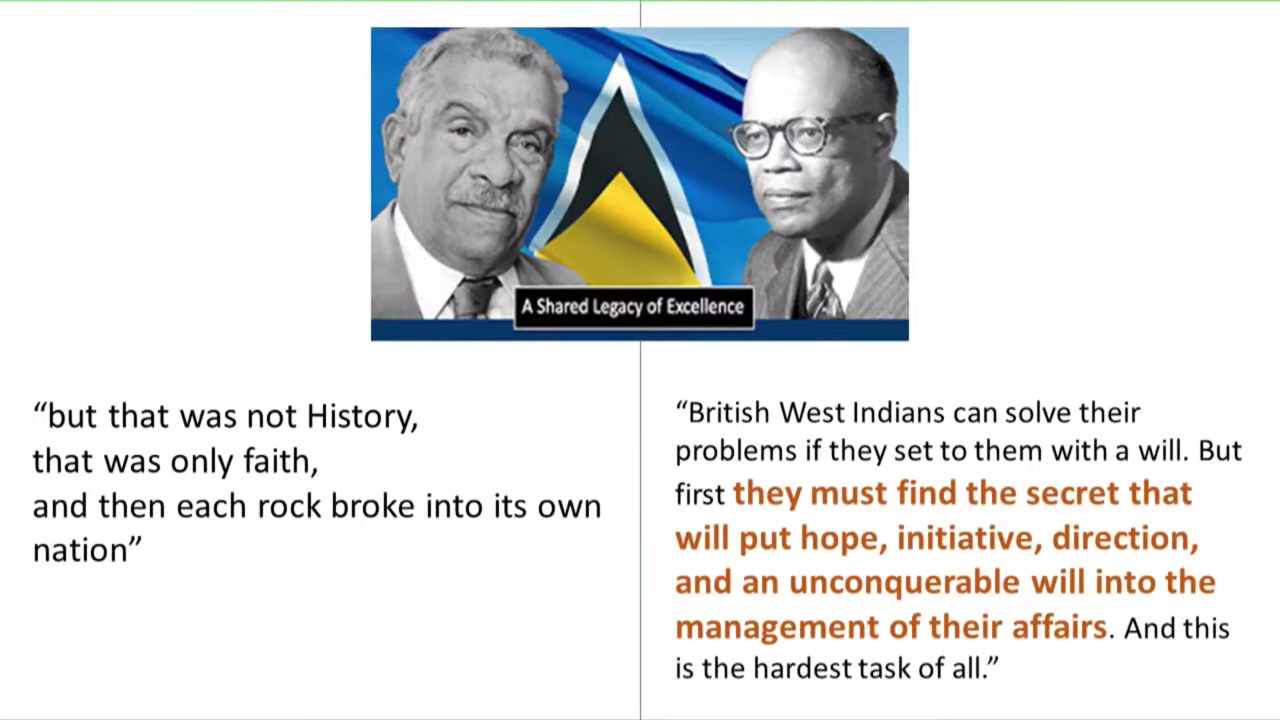 A Shared Legacy of Excellence
“but that was not History,
that was only faith,
and then each rock broke into its own
nation”
“British West Indians can solve their
problems if they set to them with a will. But
first they must find the secret that
will put hope, initiative, direction,
and an unconquerable will into the
management of their affairs. And this
is the hardest task of all.”